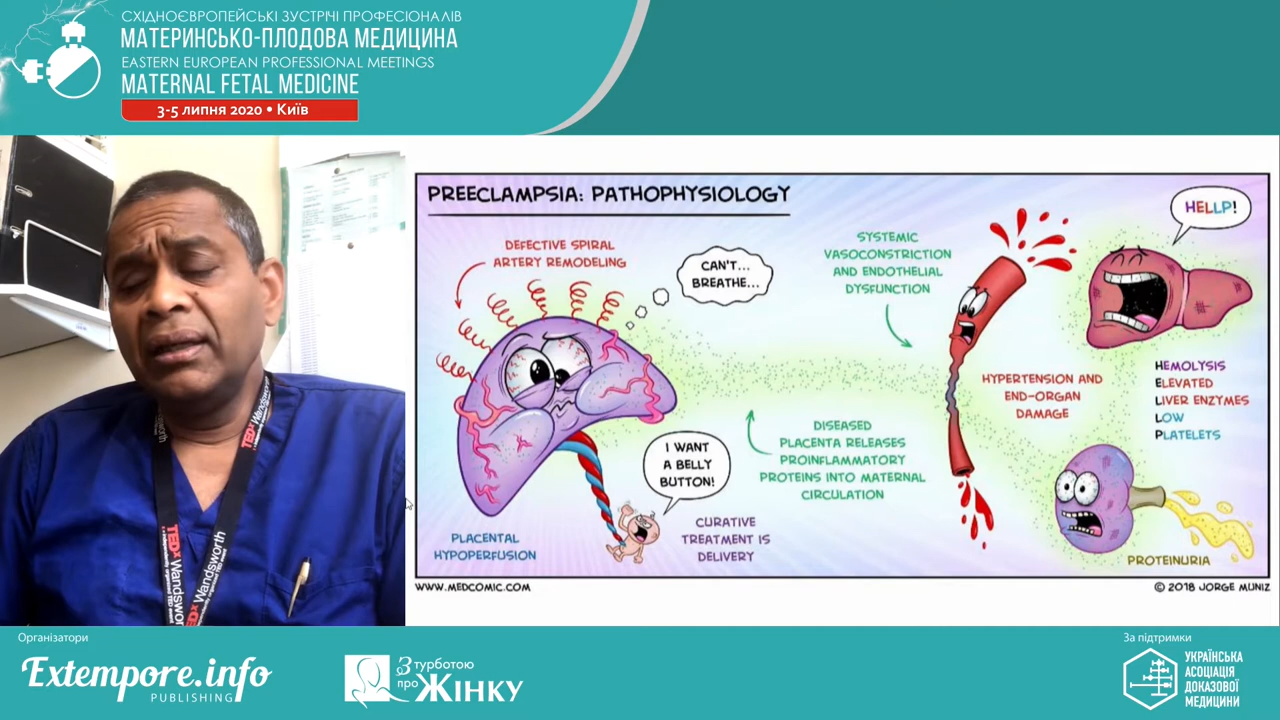 СХІДНОЄВРОПЕЙСЬКІ ЗУСТРІЧІ ПРОФЕСІОНАЛІВ
МАТЕРИНСЬКО-ПЛОДОВА МЕДИЦИНА
EASTERN EUROPEAN PROFESSIONAL MEETINGS
MATERNAL FETAL MEDICINE
3-5 липня 2020 • Київ
TEDx Wandsworth
TEDx Wandsworth
Wandsworth
PREECLAMPSIA: PATHOPHYSIOLOGY
DEFECTIVE SPIRAL
ARTERY REMODELING
CAN'T...
BREATHE...
SYSTEMIC
VASOCONSTRICTION
AND ENDOTHELIAL
DYSFUNCTION
HELLP!
HYPERTENSION AND
END-ORGAN
DAMAGE
HEMOLYSIS
ELEVATED
LIVER ENZYMES
LOW
PLATELETS
I WANT
A BELLY
BUTTON!
DISEASED
PLACENTA RELEASES
PROINFLAMMATORY
PROTEINS INTO MATERNAL
CIRCULATION
PLACENTAL
HYPOPERFUSION
CURATIVE
TREATMENT IS
DELIVERY
PROTEINURIA
WWW.MEDCOMIC.COM
© 2018 JORGE MUNIZ
Організатори
Extempore.info
PUBLISHING
З турботою
про ЖІНКУ
За підтримки
УКРАЇНСЬКА
АСОЦІАЦІЯ
ДОКАЗОВОЇ
МЕДИЦИНИ